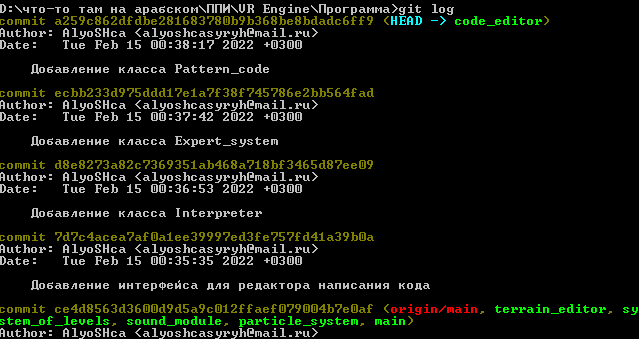 D:\что-то там на арабском\ППИ\VR Engine\Программа>git log
commit a259c862dfdbe281683780b9b368be8bdadc6ff9 (HEAD -> code_editor)
Author: AlyoSHca <alyoshcasyryh@mail.ru>
Date:   Tue Feb 15 00:38:17 2022 +0300
    Добавление класса Pattern_code
commit ecbb233d975ddd17e1a7f38f745786e2bb564fad
Author: AlyoSHca <alyoshcasyryh@mail.ru>
Date:   Tue Feb 15 00:37:42 2022 +0300
    Добавление класса Expert_system
commit d8e8273a82c7369351ab468a718bf3465d87ee09
Author: AlyoSHca <alyoshcasyryh@mail.ru>
Date:   Tue Feb 15 00:36:53 2022 +0300
    Добавление класса Interpreter
commit 7d7c4acea7af0a1ee39997ed3fe757fd41a39b0a
Author: AlyoSHca <alyoshcasyryh@mail.ru>
Date:   Tue Feb 15 00:35:35 2022 +0300
    Добавление интерфейса для редактора написания кода
commit ce4d8563d3600d9d5a9c012ffaef079004b7e0af (origin/main, terrain_editor, sy
stem_of_levels, sound_module, particle_system, main)
Author: AlyoSHca <alyoshcasyryh@mail.ru>